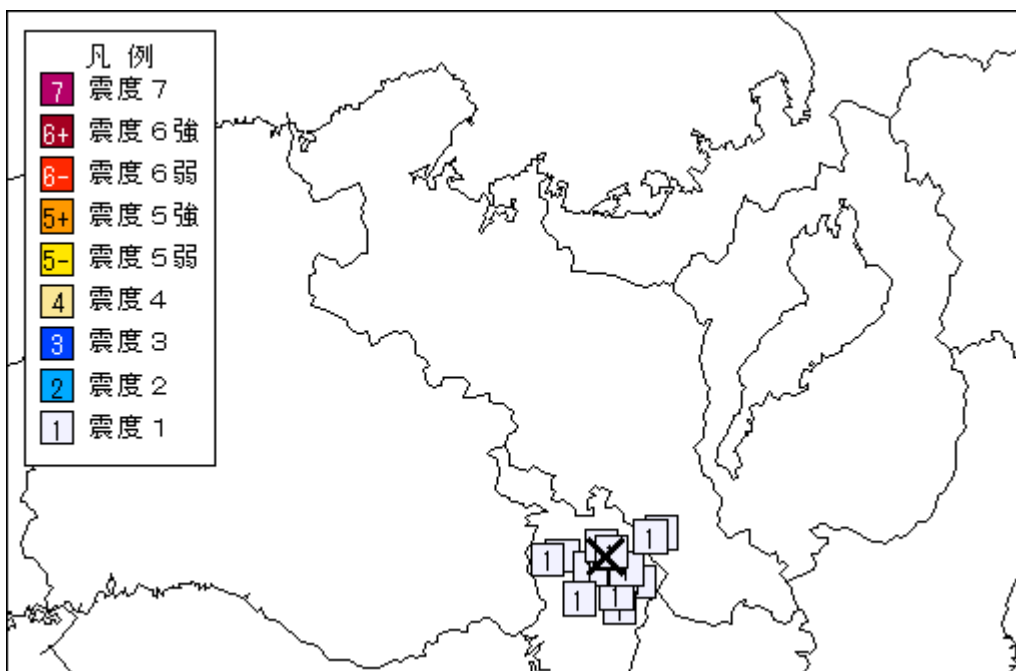 凡例
7 震度7
6+ 震度6強
6- 震度6弱
5+ 震度5強
5- 震度5弱
4 震度4
3 震度3
2 震度2
1 震度1
1
1
1
1
1
1